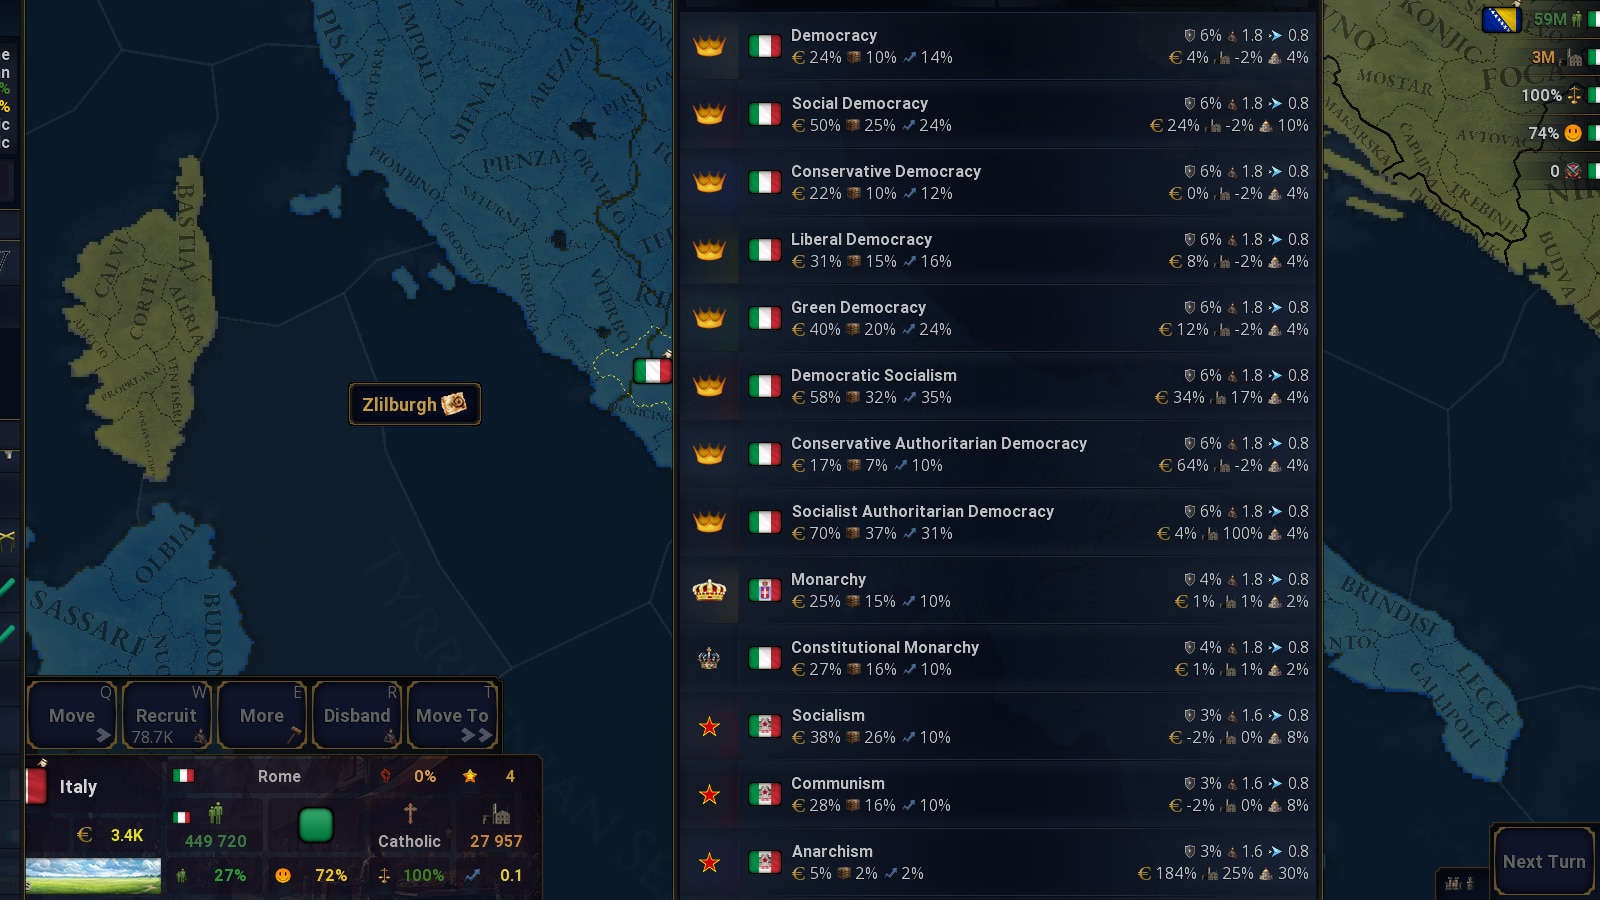 Democracy
6% 1.8 0.8
€ 24% 10% 14%
€ 4% -2% 4%
Social Democracy
6% 1.8 0.8
€ 50% 25% 24%
€ 24% -2% 10%
Conservative Democracy
6% 1.8 0.8
€ 22% 10% 12%
€ 0% -2% 4%
Liberal Democracy
6% 1.8 0.8
€ 31% 15% 16%
€ 8% -2% 4%
Green Democracy
6% 1.8 0.8
€ 40% 20% 24%
€ 12% -2% 4%
Democratic Socialism
6% 1.8 0.8
€ 58% 32% 35%
€ 34% 17% 4%
Conservative Authoritarian Democracy
6% 1.8 0.8
€ 17% 7% 10%
€ 64% -2% 4%
Socialist Authoritarian Democracy
6% 1.8 0.8
€ 70% 37% 31%
€ 4% 100% 4%
Monarchy
4% 1.8 0.8
€ 25% 15% 10%
€ 1% 1% 2%
Constitutional Monarchy
4% 1.8 0.8
€ 27% 16% 10%
€ 1% 1% 2%
Socialism
3% 1.6 0.8
€ 38% 26% 10%
€ -2% 0% 8%
Communism
3% 1.6 0.8
€ 28% 16% 10%
€ -2% 0% 8%
Anarchism
3% 1.6 0.8
€ 5% 2% 2%
€ 184% 25% 30%
59M
3M
100%
74%
0
PISA
EMPOLI
VOLTERRA
SIENA
AREZZO
PIENZA
PIOMBINO
SATURNIA
GROSSETO
TARQUINIA
VITERBO
ORVIETO
FIUMICINO
BASTIA
CALVI
CORTE
ALERIA
AJACCIO
PROPRIANO
OLBIA
SASSARI
Zlilburgh
KONJIC
MOSTAR
MAKARSKA
AVTOVAC
TREBINJE
DUBROVNIK
BUDVA
BRINDISI
LECCE
GALLIPOLI
Q
Move
W
Recruit
78.7K
E
More
R
Disband
T
Move To
Italy
€ 3.4K
Rome
0%
4
449 720
Catholic
27 957
27%
72%
100%
0.1
Next Turn